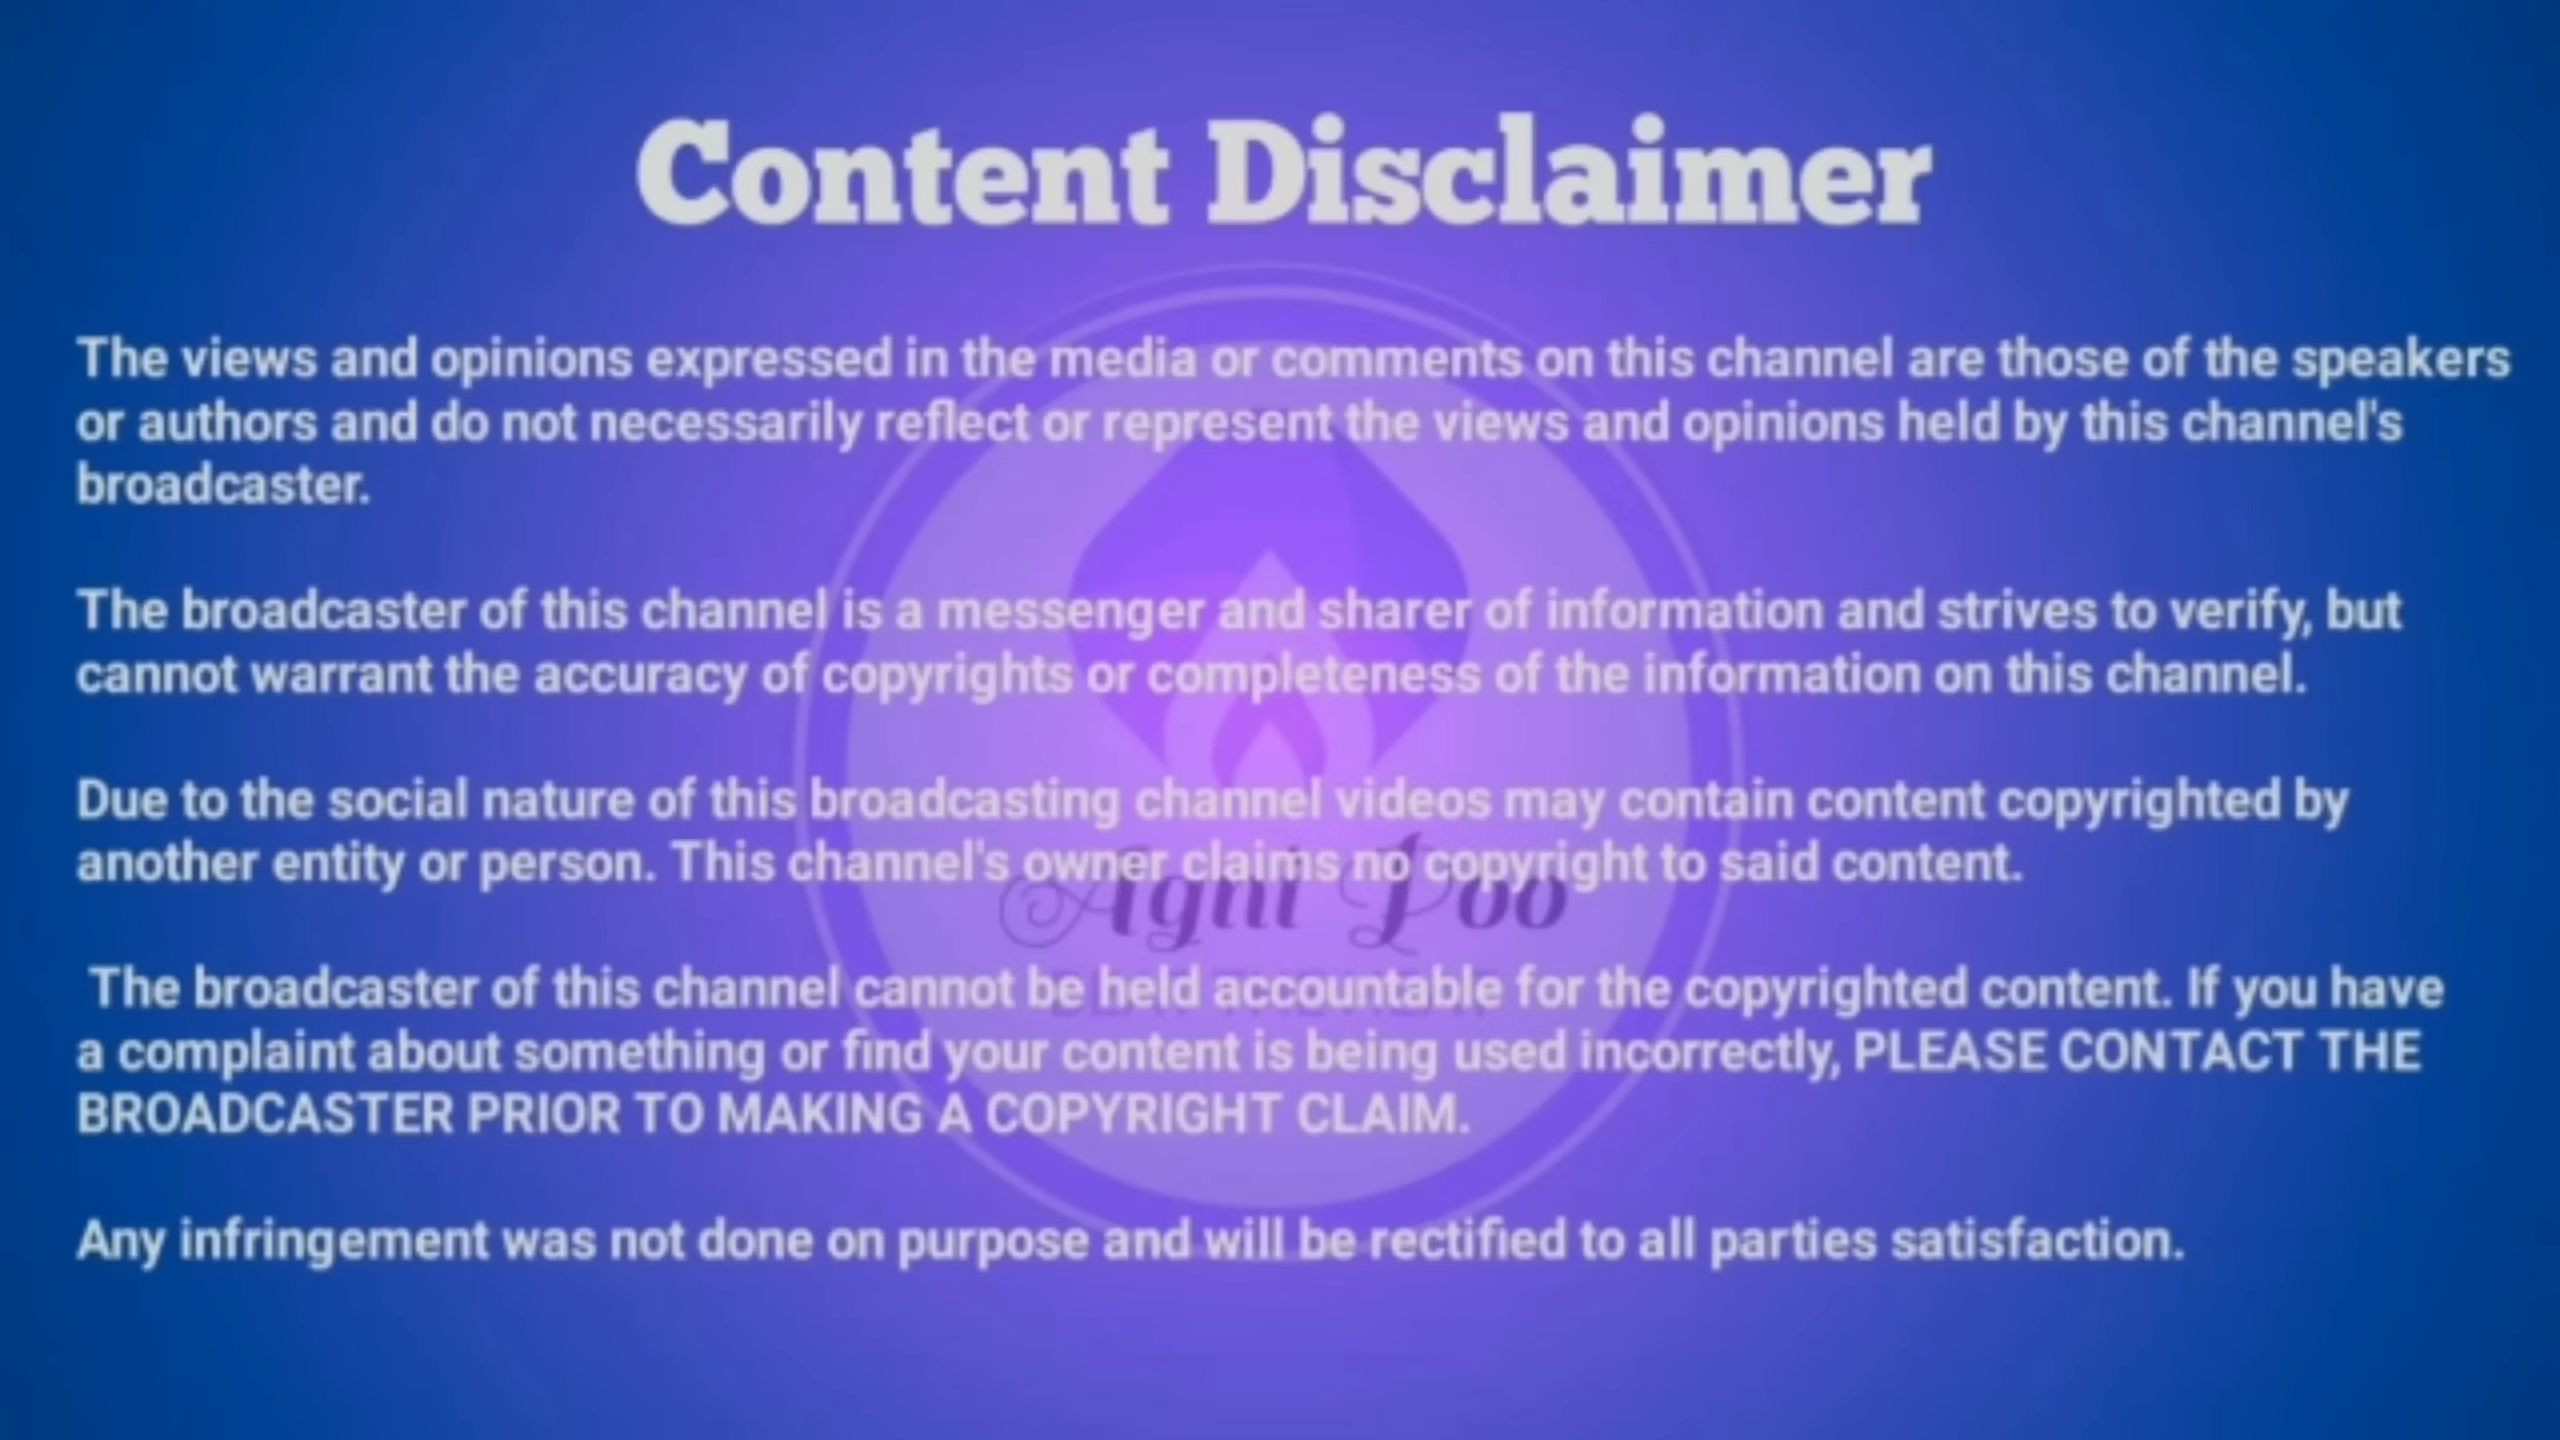 Content Disclaimer
The views and opinions expressed in the media or comments on this channel are those of the speakers
or authors and do not necessarily reflect or represent the views and opinions held by this channel's
broadcaster.
The broadcaster of this channel is a messenger and sharer of information and strives to verify, but
cannot warrant the accuracy of copyrights or completeness of the information on this channel.
Due to the social nature of this broadcasting channel videos may contain content copyrighted by
another entity or person. This channel's owner claims no copyright to said content.
Agni Poo
The broadcaster of this channel cannot be held accountable for the copyrighted content. If you have
a complaint about something or find your content is being used incorrectly, PLEASE CONTACT THE
BROADCASTER PRIOR TO MAKING A COPYRIGHT CLAIM.
Any infringement was not done on purpose and will be rectified to all parties satisfaction.